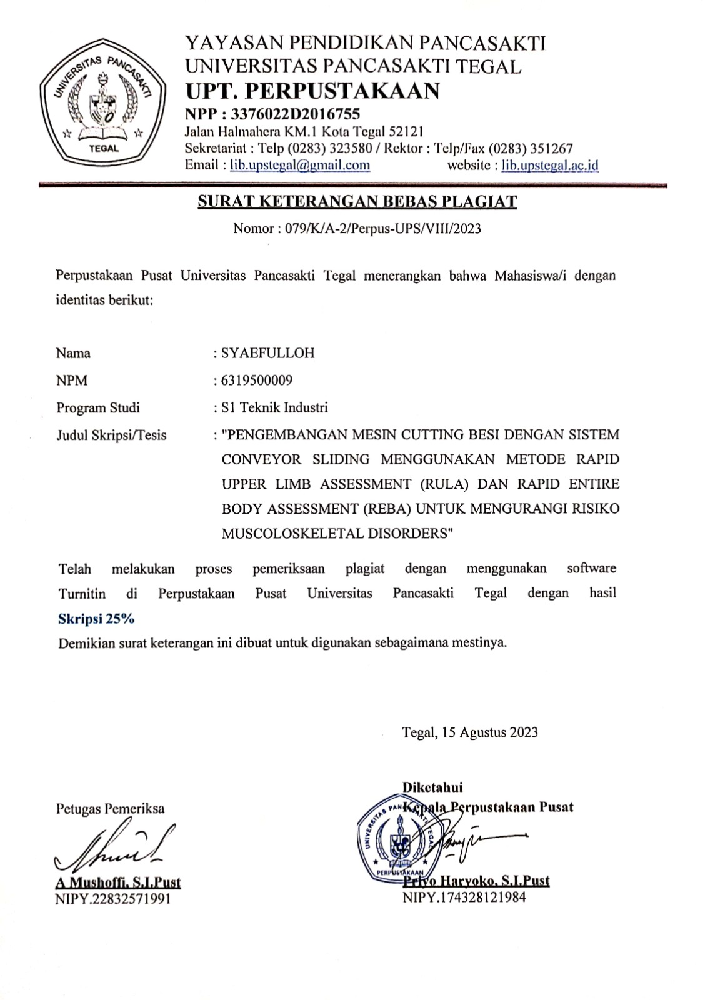 UNIVERSITAS PANCASAKTI
TEGAL
YAYASAN PENDIDIKAN PANCASAKTI
UNIVERSITAS PANCASAKTI TEGAL
UPT. PERPUSTAKAAN
NPP : 3376022D2016755
Jalan Halmahera KM.1 Kota Tegal 52121
Sekretariat : Telp (0283) 323580 / Rektor : Telp/Fax (0283) 351267
Email : lib.upstegal@gmail.com website : lib.upstegal.ac.id
SURAT KETERANGAN BEBAS PLAGIAT
Nomor : 079/K/A-2/Perpus-UPS/VIII/2023
Perpustakaan Pusat Universitas Pancasakti Tegal menerangkan bahwa Mahasiswa/i dengan
identitas berikut:
Nama : SYAEFULLOH
NPM : 6319500009
Program Studi : S1 Teknik Industri
Judul Skripsi/Tesis : "PENGEMBANGAN MESIN CUTTING BESI DENGAN SISTEM
CONVEYOR SLIDING MENGGUNAKAN METODE RAPID
UPPER LIMB ASSESSMENT (RULA) DAN RAPID ENTIRE
BODY ASSESSMENT (REBA) UNTUK MENGURANGI RISIKO
MUSCOLOSKELETAL DISORDERS"
Telah melakukan proses pemeriksaan plagiat dengan menggunakan software
Turnitin di Perpustakaan Pusat Universitas Pancasakti Tegal dengan hasil
Skripsi 25%
Demikian surat keterangan ini dibuat untuk digunakan sebagaimana mestinya.
Tegal, 15 Agustus 2023
Diketahui
Petugas Pemeriksa
Kepala Perpustakaan Pusat
UNIVERSITAS PANCASAKTI TEGAL
PERPUSTAKAAN
A Mushoffi, S.I.Pust
NIPY.22832571991
Priyo Haryoko, S.I.Pust
NIPY.174328121984